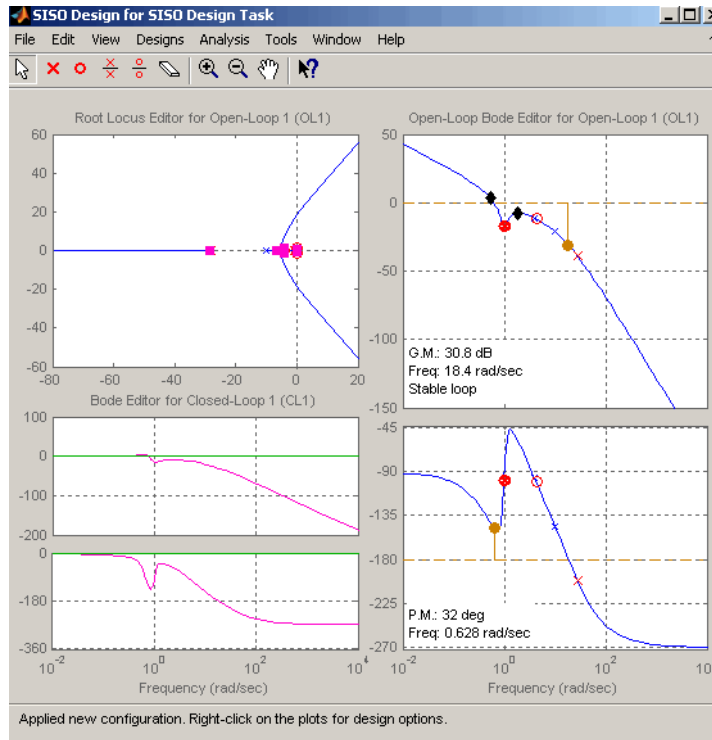 SISO Design for SISO Design Task
File Edit View Designs Analysis Tools Window Help
Root Locus Editor for Open-Loop 1 (OL1)
60
40
20
0
-20
-40
-60
-80 -60 -40 -20 0 20
Bode Editor for Closed-Loop 1 (CL1)
100
0
-100
-200
0
-180
-360
10^-2 10^0 10^2 10^4
Frequency (rad/sec)
Open-Loop Bode Editor for Open-Loop 1 (OL1)
50
0
-50
-100
-150
G.M.: 30.8 dB
Freq: 18.4 rad/sec
Stable loop
-45
-90
-135
-180
-225
-270
P.M.: 32 deg
Freq: 0.628 rad/sec
10^-2 10^0 10^2
Frequency (rad/sec)
Applied new configuration. Right-click on the plots for design options.